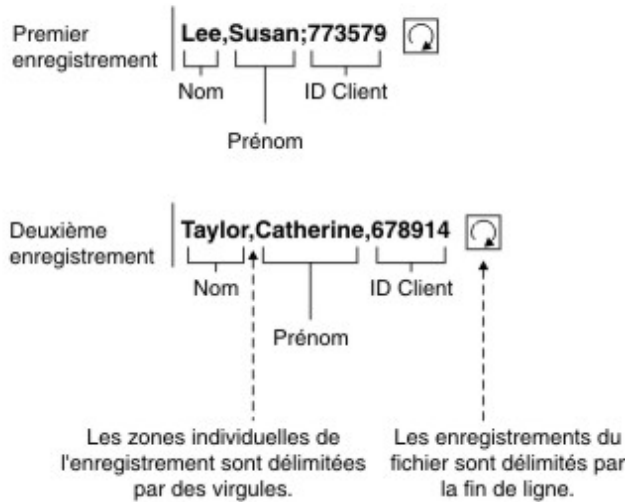 Premier
enregistrement
Lee,Susan;773579
Nom
ID Client
Prénom
Deuxième
enregistrement
Taylor,Catherine,678914
Nom
ID Client
Prénom
Les zones individuelles de
l'enregistrement sont délimitées
par des virgules.
Les enregistrements du
fichier sont délimités par
la fin de ligne.